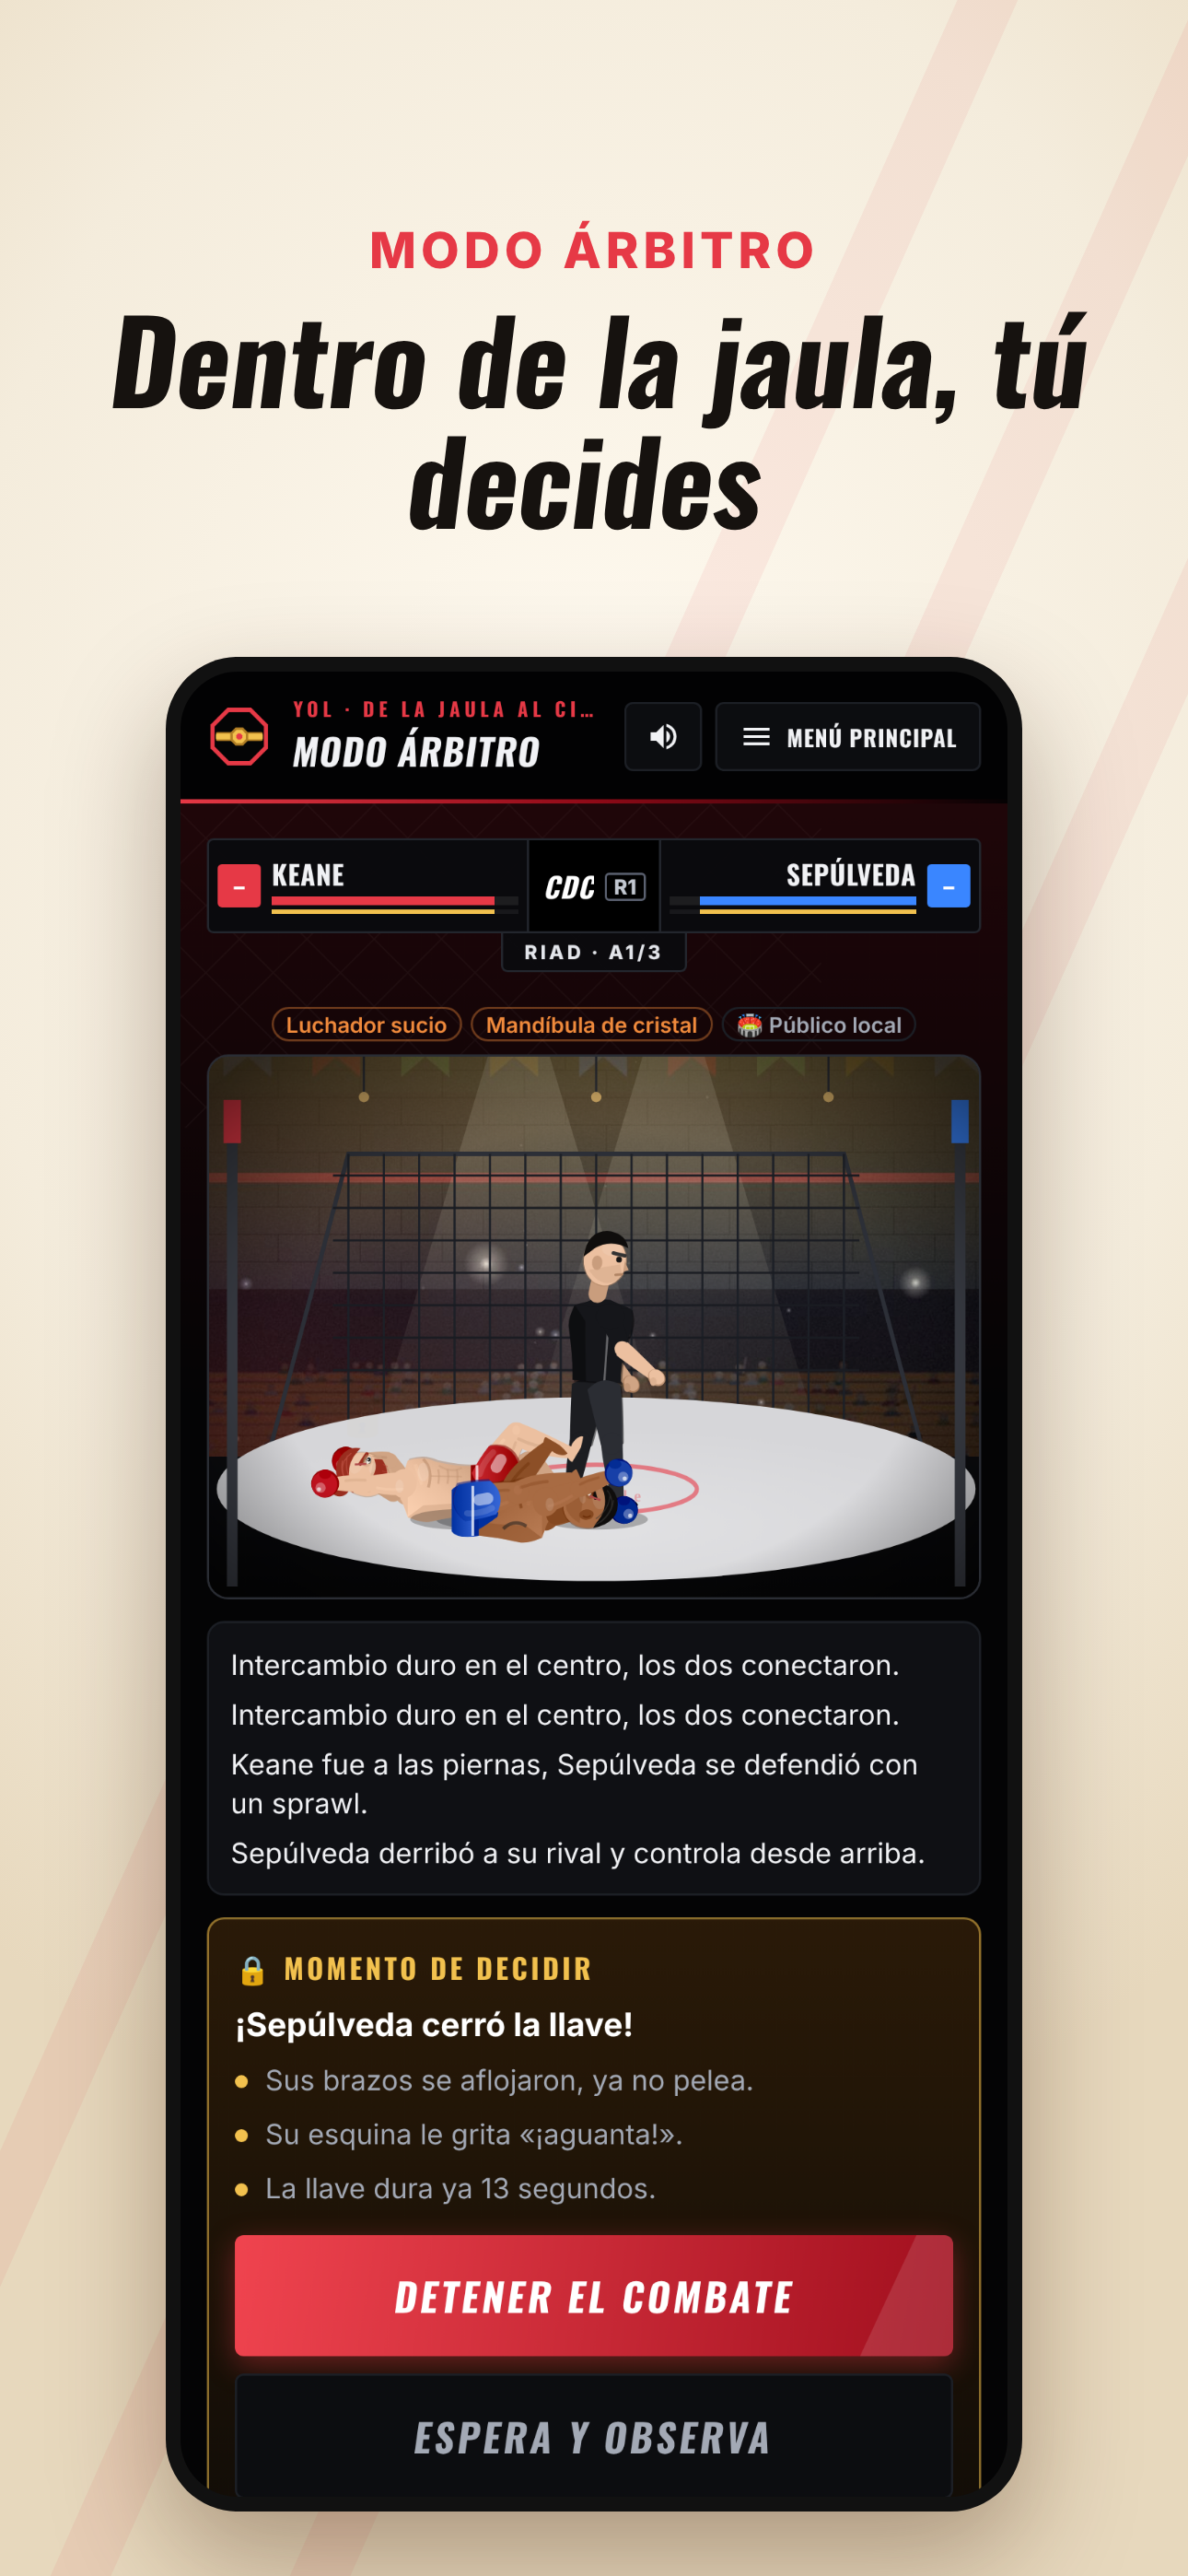 MODO ÁRBITRO
Dentro de la jaula, tú
decides
YOL · DE LA JAULA AL CI…
MODO ÁRBITRO
MENÚ PRINCIPAL
– KEANE
CDC R1
SEPÚLVEDA –
RIAD · A1/3
Luchador sucio
Mandíbula de cristal
Público local
Intercambio duro en el centro, los dos conectaron.
Intercambio duro en el centro, los dos conectaron.
Keane fue a las piernas, Sepúlveda se defendió con
un sprawl.
Sepúlveda derribó a su rival y controla desde arriba.
MOMENTO DE DECIDIR
¡Sepúlveda cerró la llave!
Sus brazos se aflojaron, ya no pelea.
Su esquina le grita «¡aguanta!».
La llave dura ya 13 segundos.
DETENER EL COMBATE
ESPERA Y OBSERVA